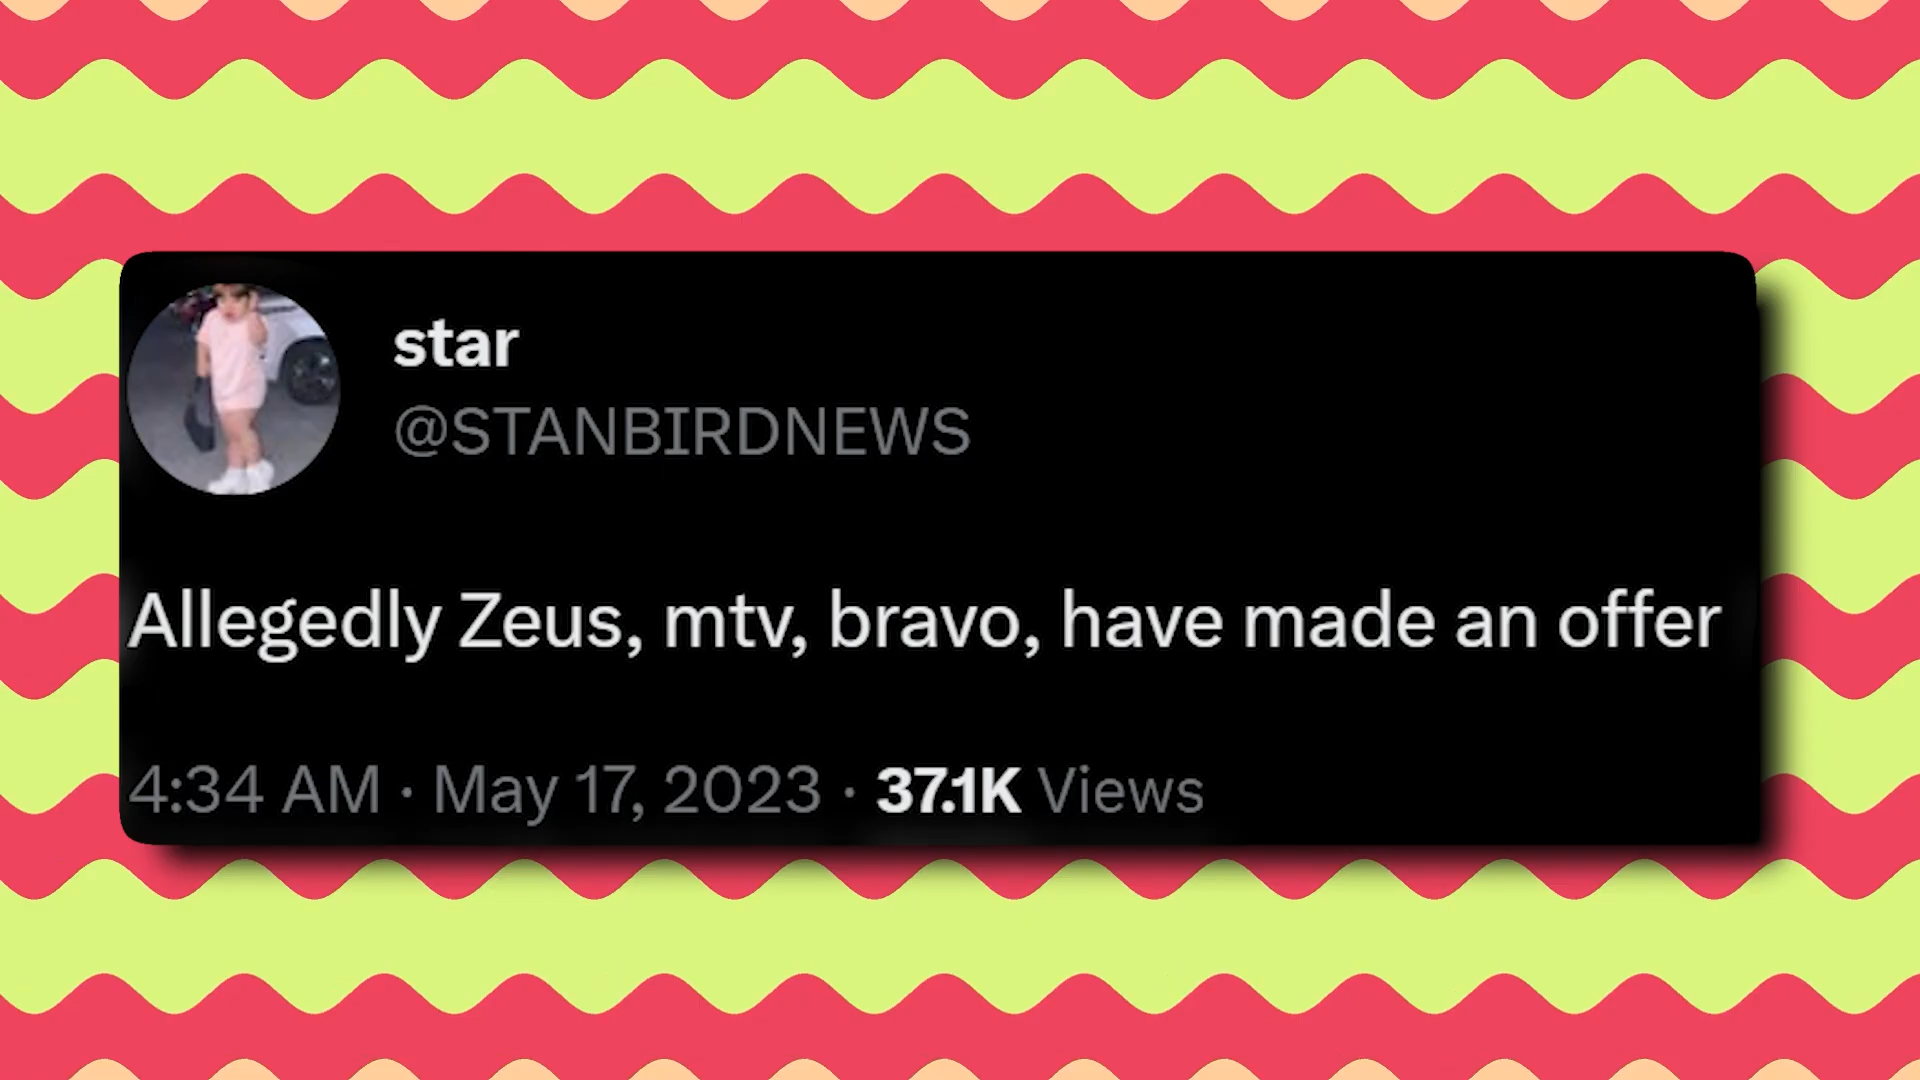 star
@STANBIRDNEWS
Allegedly Zeus, mtv, bravo, have made an offer
4:34 AM · May 17, 2023 · 37.1K Views